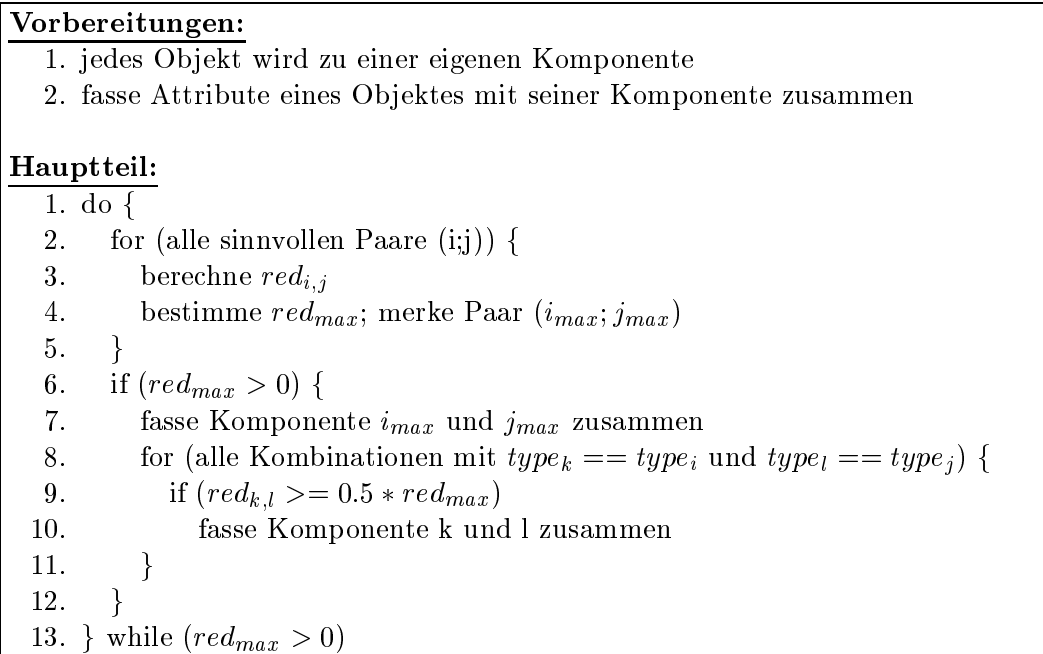 Vorbereitungen:
1. jedes Objekt wird zu einer eigenen Komponente
2. fasse Attribute eines Objektes mit seiner Komponente zusammen
Hauptteil:
1. do {
2. for (alle sinnvollen Paare (i;j)) {
3. berechne red_{i,j}
4. bestimme red_{max}; merke Paar (i_{max}; j_{max})
5. }
6. if (red_{max} > 0) {
7. fasse Komponente i_{max} und j_{max} zusammen
8. for (alle Kombinationen mit type_k == type_i und type_l == type_j) {
9. if (red_{k,l} >= 0.5 * red_{max})
10. fasse Komponente k und l zusammen
11. }
12. }
13. } while (red_{max} > 0)